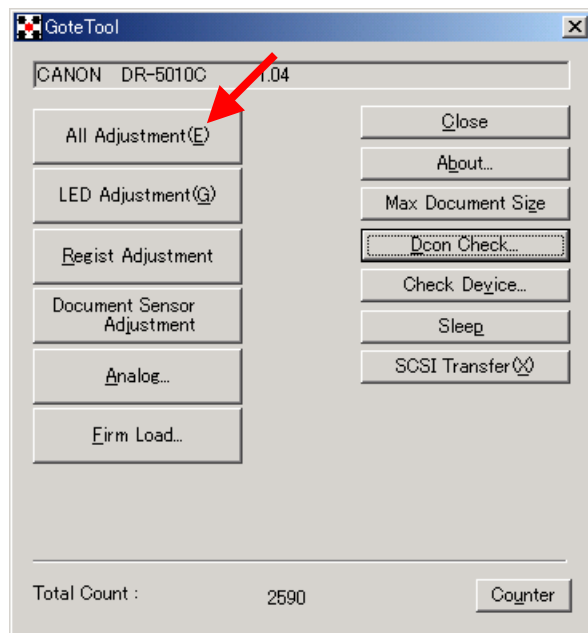 GoteTool
CANON DR-5010C 1.04
All Adjustment(E)
LED Adjustment(G)
Regist Adjustment
Document Sensor
Adjustment
Analog...
Firm Load...
Close
About...
Max Document Size
Dcon Check...
Check Device...
Sleep
SCSI Transfer(X)
Total Count :
2590
Counter